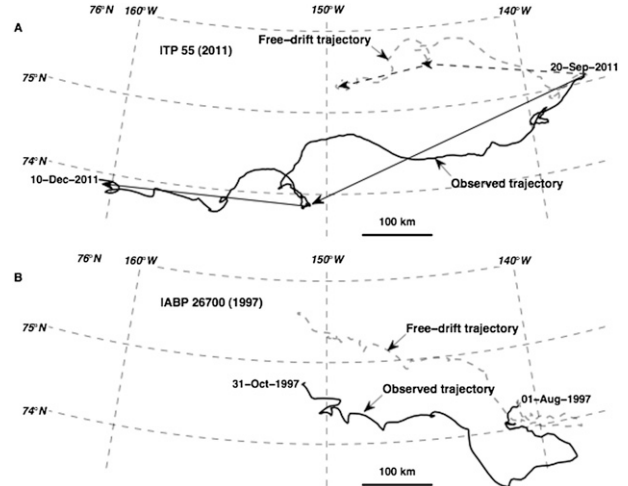 A
76°N 160°W 150°W 140°W
ITP 55 (2011)
Free-drift trajectory
20-Sep-2011
75°N
74°N
10-Dec-2011
Observed trajectory
100 km
B
76°N 160°W 150°W 140°W
IABP 26700 (1997)
75°N
Free-drift trajectory
31-Oct-1997
Observed trajectory
01-Aug-1997
74°N
100 km